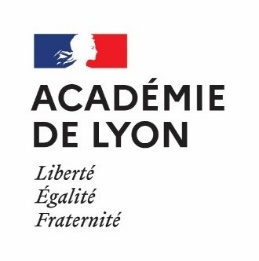 ACADÉMIE
DE LYON
Liberté
Égalité
Fraternité